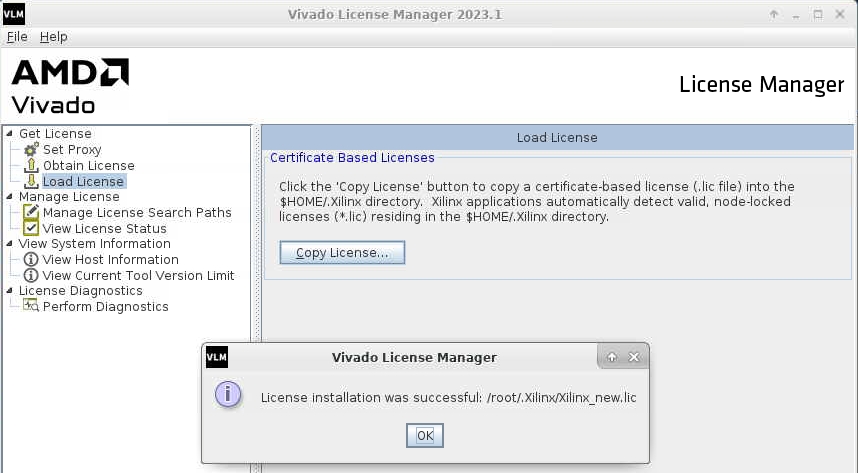 VLM
Vivado License Manager 2023.1
File Help
AMD
Vivado
License Manager
Get License
Set Proxy
Obtain License
Load License
Manage License
Manage License Search Paths
View License Status
View System Information
View Host Information
View Current Tool Version Limit
License Diagnostics
Perform Diagnostics
Load License
Certificate Based Licenses
Click the 'Copy License' button to copy a certificate-based license (.lic file) into the
$HOME/.Xilinx directory.  Xilinx applications automatically detect valid, node-locked
licenses (*.lic) residing in the $HOME/.Xilinx directory.
Copy License...
VLM
Vivado License Manager
License installation was successful: /root/.Xilinx/Xilinx_new.lic
OK